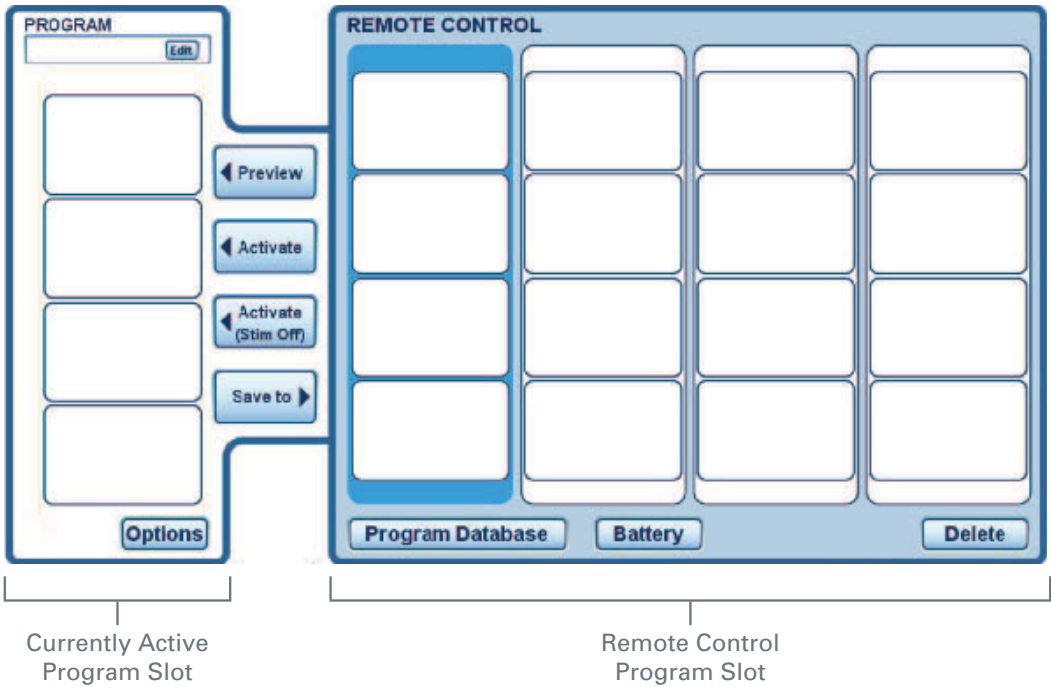 PROGRAM
Edit
REMOTE CONTROL
Preview
Activate
Activate
(Stim Off)
Save to
Options
Program Database
Battery
Delete
Currently Active
Program Slot
Remote Control
Program Slot